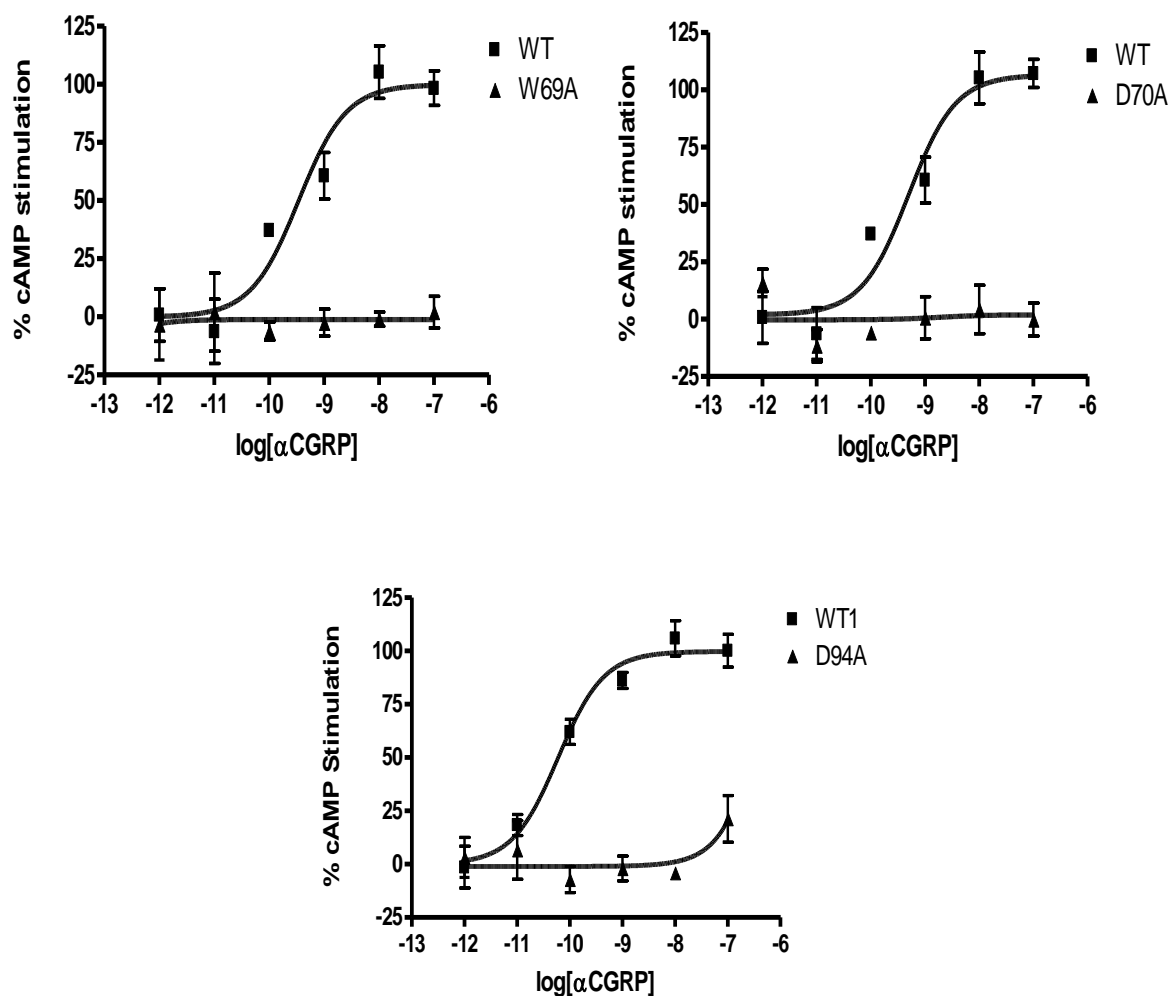 WT
W69A
% cAMP stimulation
125
100
75
50
25
0
-25
-13 -12 -11 -10 -9 -8 -7 -6
log[αCGRP]
WT
D70A
% cAMP stimulation
125
100
75
50
25
0
-25
-13 -12 -11 -10 -9 -8 -7 -6
log[αCGRP]
WT1
D94A
% cAMP Stimulation
125
100
75
50
25
0
-25
-13 -12 -11 -10 -9 -8 -7 -6
log[αCGRP]